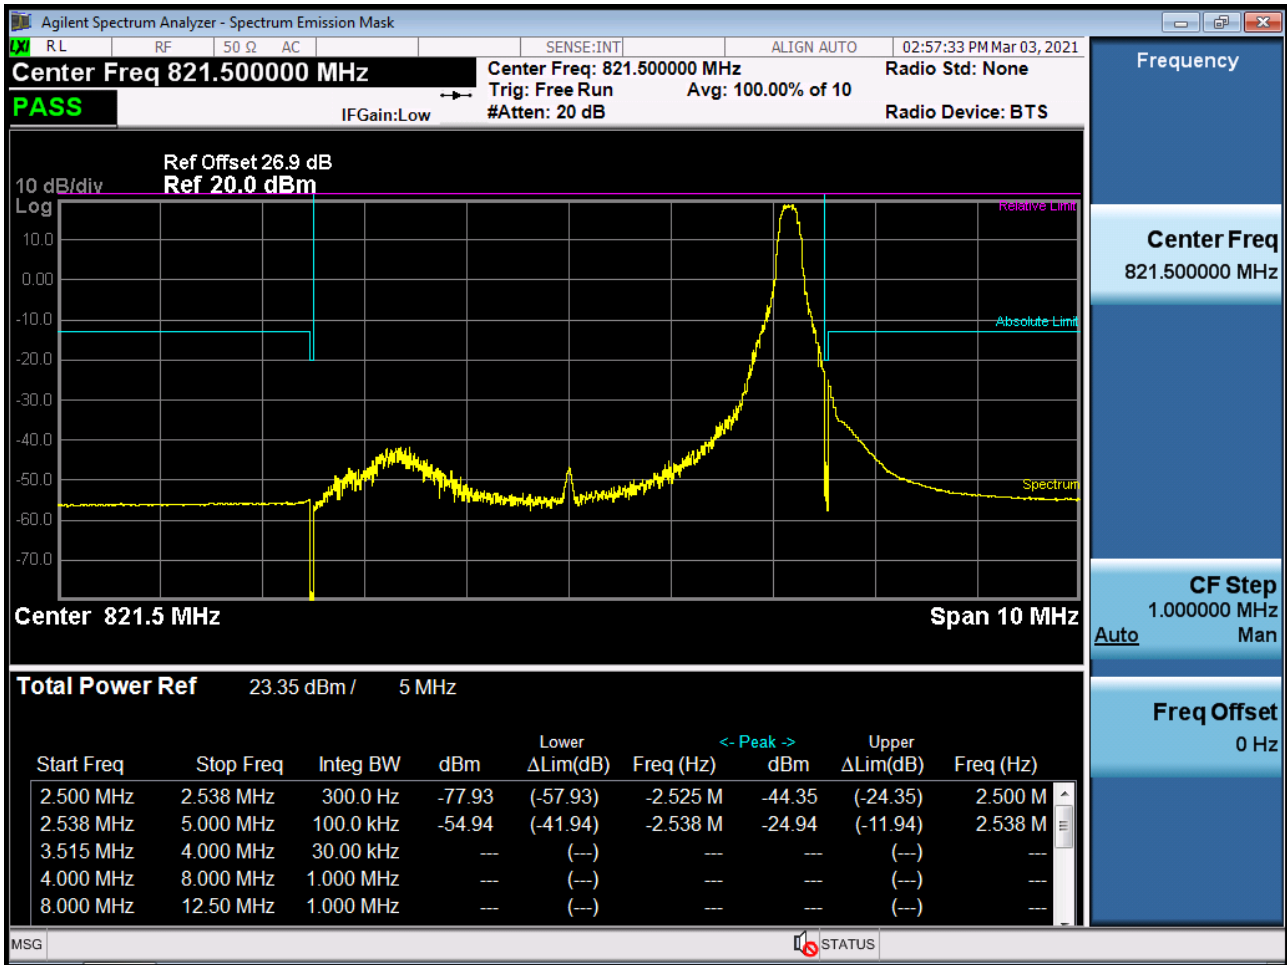 Agilent Spectrum Analyzer - Spectrum Emission Mask
LXI RL RF 50 Ω AC SENSE:INT ALIGN AUTO 02:57:33 PM Mar 03, 2021
Center Freq 821.500000 MHz
Center Freq: 821.500000 MHz
Radio Std: None
Trig: Free Run Avg: 100.00% of 10
PASS
IFGain:Low
#Atten: 20 dB
Radio Device: BTS
Ref Offset 26.9 dB
10 dB/div Ref 20.0 dBm
Log
Relative Limit
10.0
0.00
-10.0
Absolute Limit
-20.0
-30.0
-40.0
-50.0
Spectrum
-60.0
-70.0
Center 821.5 MHz Span 10 MHz
Total Power Ref 23.35 dBm / 5 MHz
Lower <- Peak -> Upper
Start Freq Stop Freq Integ BW dBm ΔLim(dB) Freq (Hz) dBm ΔLim(dB) Freq (Hz)
2.500 MHz 2.538 MHz 300.0 Hz -77.93 (-57.93) -2.525 M -44.35 (-24.35) 2.500 M
2.538 MHz 5.000 MHz 100.0 kHz -54.94 (-41.94) -2.538 M -24.94 (-11.94) 2.538 M
3.515 MHz 4.000 MHz 30.00 kHz --- (---) --- --- (---) ---
4.000 MHz 8.000 MHz 1.000 MHz --- (---) --- --- (---) ---
8.000 MHz 12.50 MHz 1.000 MHz --- (---) --- --- (---) ---
MSG STATUS
Frequency
Center Freq
821.500000 MHz
CF Step
1.000000 MHz
Auto Man
Freq Offset
0 Hz